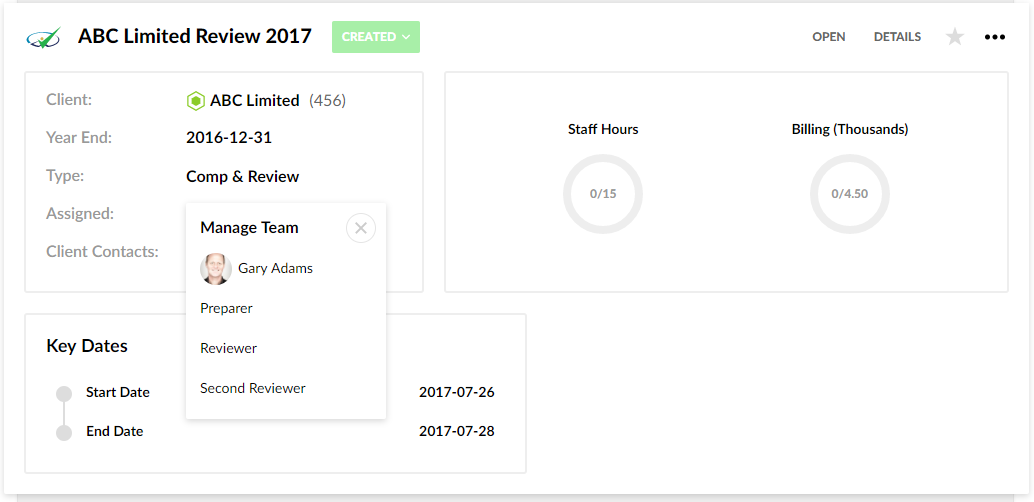 ABC Limited Review 2017 CREATED OPEN DETAILS
Client: ABC Limited (456)
Year End: 2016-12-31
Type: Comp & Review
Assigned:
Client Contacts:
Manage Team
Gary Adams
Preparer
Reviewer
Second Reviewer
Staff Hours
0/15
Billing (Thousands)
0/4.50
Key Dates
Start Date 2017-07-26
End Date 2017-07-28